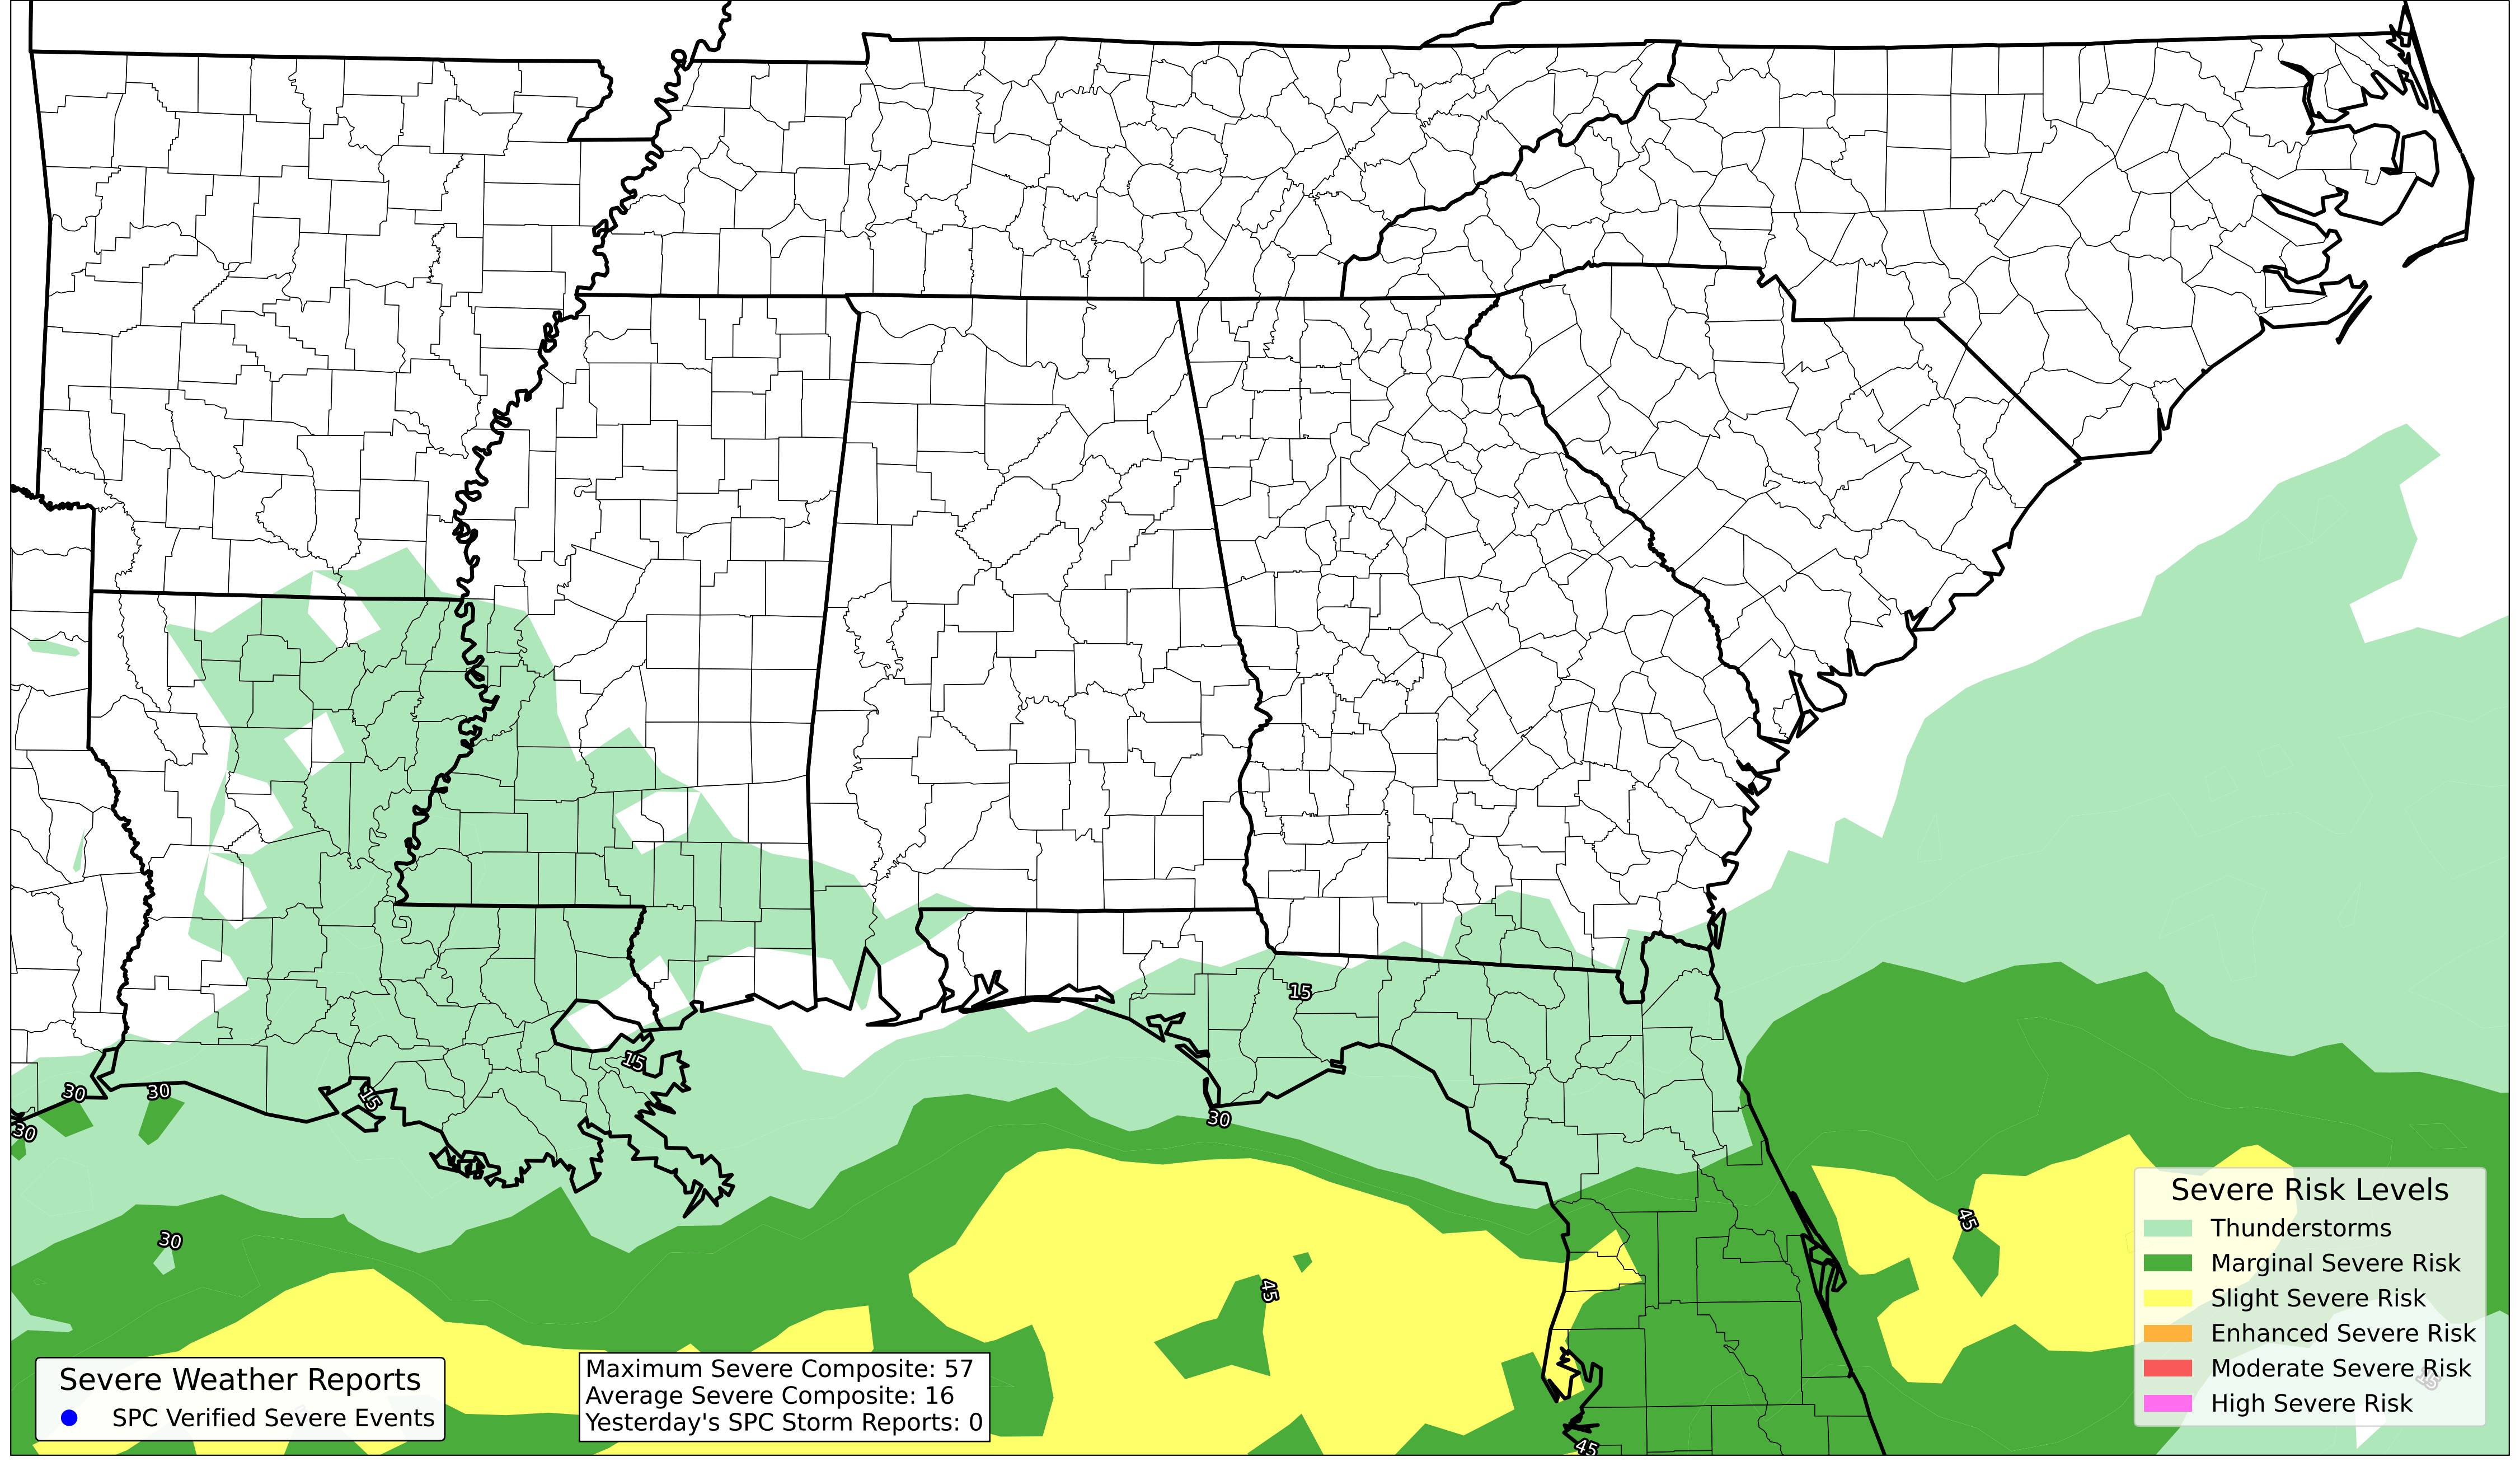 15
15
30
30
15
30
30
30
45
45
45
15
Severe Risk Levels
Thunderstorms
Marginal Severe Risk
Slight Severe Risk
Enhanced Severe Risk
Moderate Severe Risk
High Severe Risk
Severe Weather Reports
SPC Verified Severe Events
Maximum Severe Composite: 57
Average Severe Composite: 16
Yesterday's SPC Storm Reports: 0